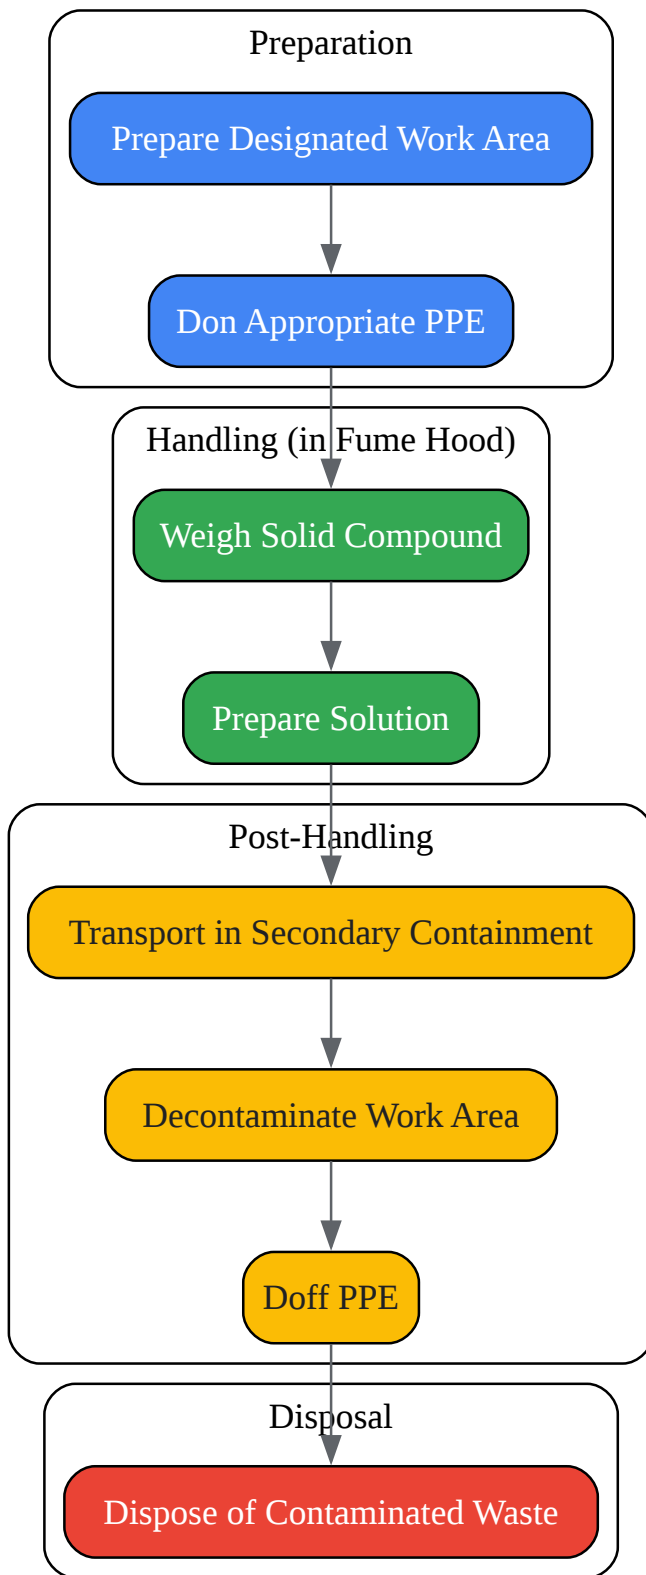 Preparation
Prepare Designated Work Area
Don Appropriate PPE
Handling (in Fume Hood)
Weigh Solid Compound
Prepare Solution
Post-Handling
Transport in Secondary Containment
Decontaminate Work Area
Doff PPE
Disposal
Dispose of Contaminated Waste